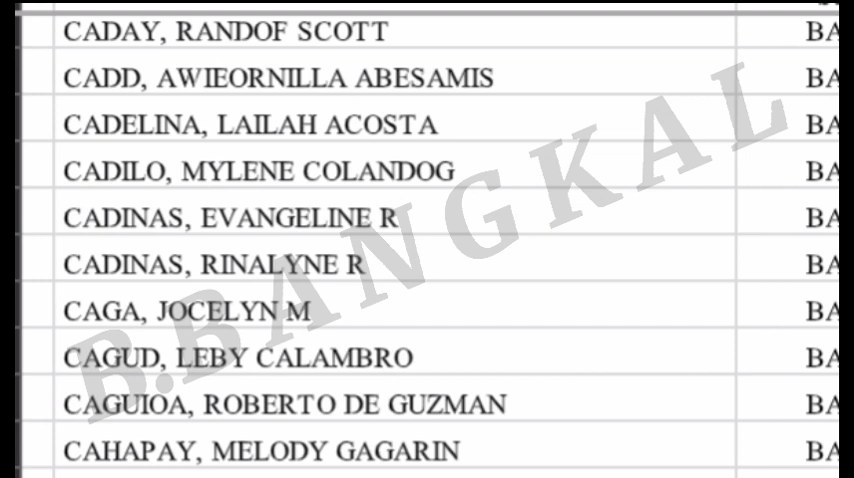 CADAY, RANDOF SCOTT BA
CADD, AWIEORNILLA ABESAMIS BA
CADELINA, LAILAH ACOSTA BA
CADILO, MYLENE COLANDOG BA
CADINAS, EVANGELINE R BA
CADINAS, RINALYNE R BA
CAGA, JOCELYN M BA
CAGUD, LEBY CALAMBRO BA
CAGUIOA, ROBERTO DE GUZMAN BA
CAHAPAY, MELODY GAGARIN BA
B.BANGKAL